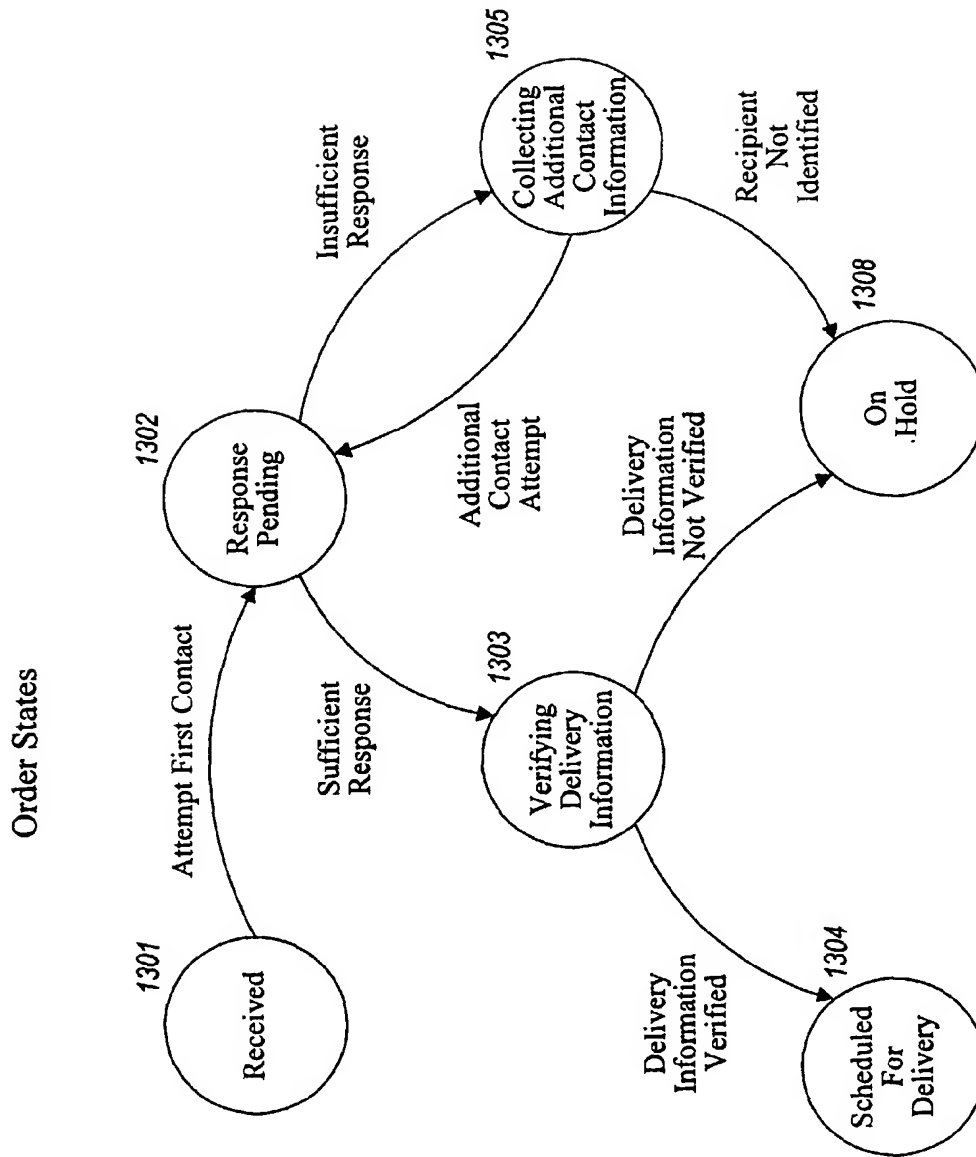 Order States
1301
Received
Attempt First Contact
1302
Response
Pending
Insufficient
Response
1305
Collecting
Additional
Contact
Information
Sufficient
Response
Additional
Contact
Attempt
Recipient
Not
Identified
1303
Verifying
Delivery
Information
Delivery
Information
Not Verified
1308
On
.Hold
Delivery
Information
Verified
1304
Scheduled
For
Delivery